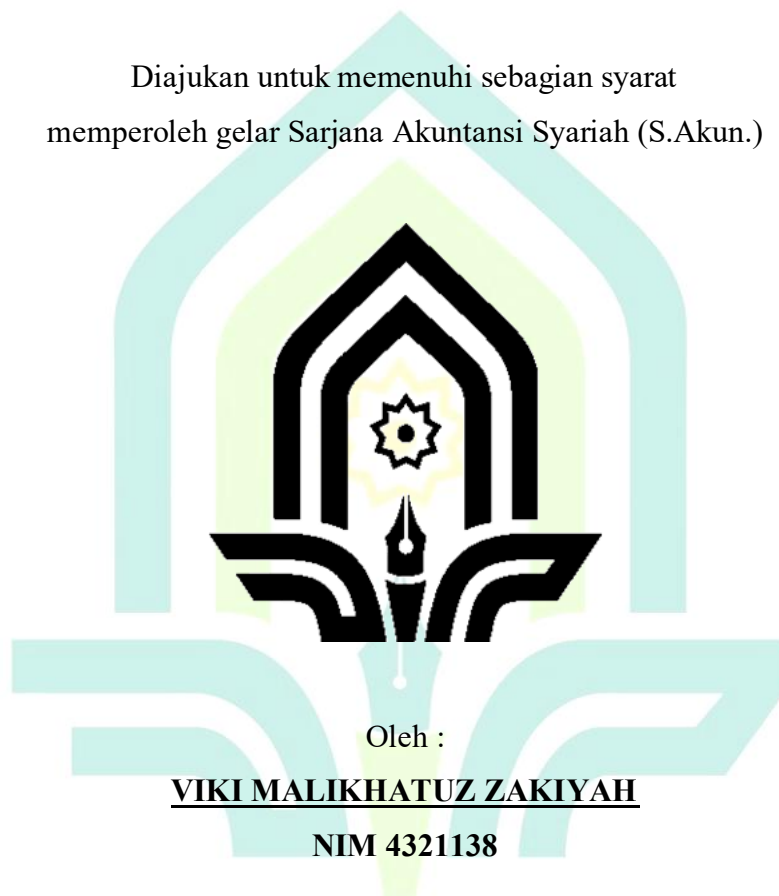 Diajukan untuk memenuhi sebagian syarat
memperoleh gelar Sarjana Akuntansi Syariah (S.Akun.)
Oleh :
VIKI MALIKHATUZ ZAKIYAH
NIM 4321138